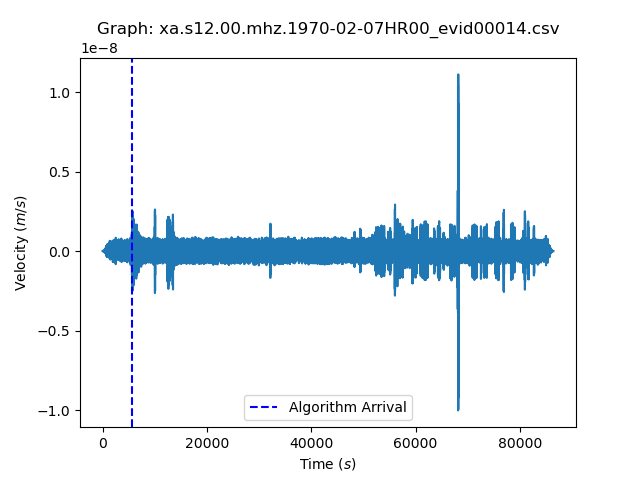 Graph: xa.s12.00.mhz.1970-02-07HR00_evid00014.csv
1e−8
1.0
0.5
0.0
−0.5
−1.0
Velocity (m/s)
Algorithm Arrival
0 20000 40000 60000 80000
Time (s)